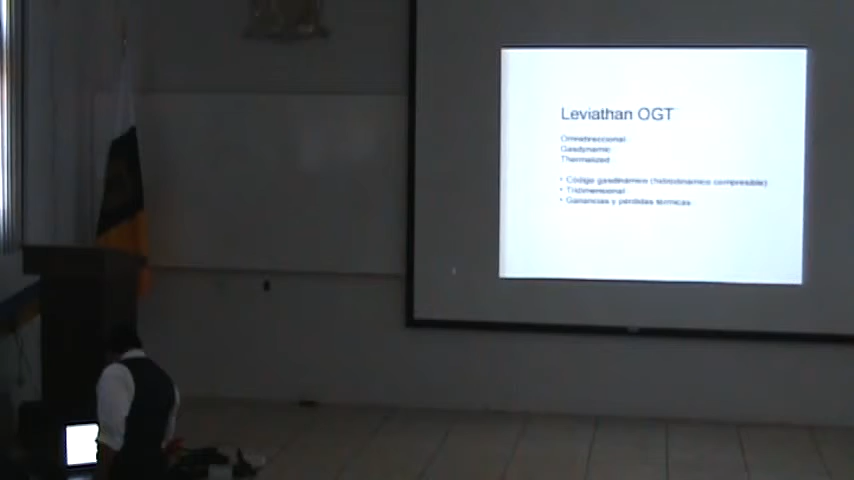 Leviathan OGT
Omnidireccional
Gasdynamic
Thermalized
• Código gasdinámico (hidrodinámico compresible)
• Tridimensional
• Ganancias y pérdidas térmicas